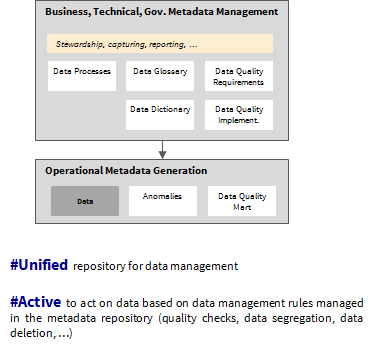 Business, Technical, Gov. Metadata Management
Stewardship, capturing, reporting, ...
Data Processes
Data Glossary
Data Quality
Requirements
Data Dictionary
Data Quality
Implement.
Operational Metadata Generation
Data
Anomalies
Data Quality
Mart
#Unified repository for data management
#Active to act on data based on data management rules managed
in the metadata repository (quality checks, data segregation, data
deletion, ...)